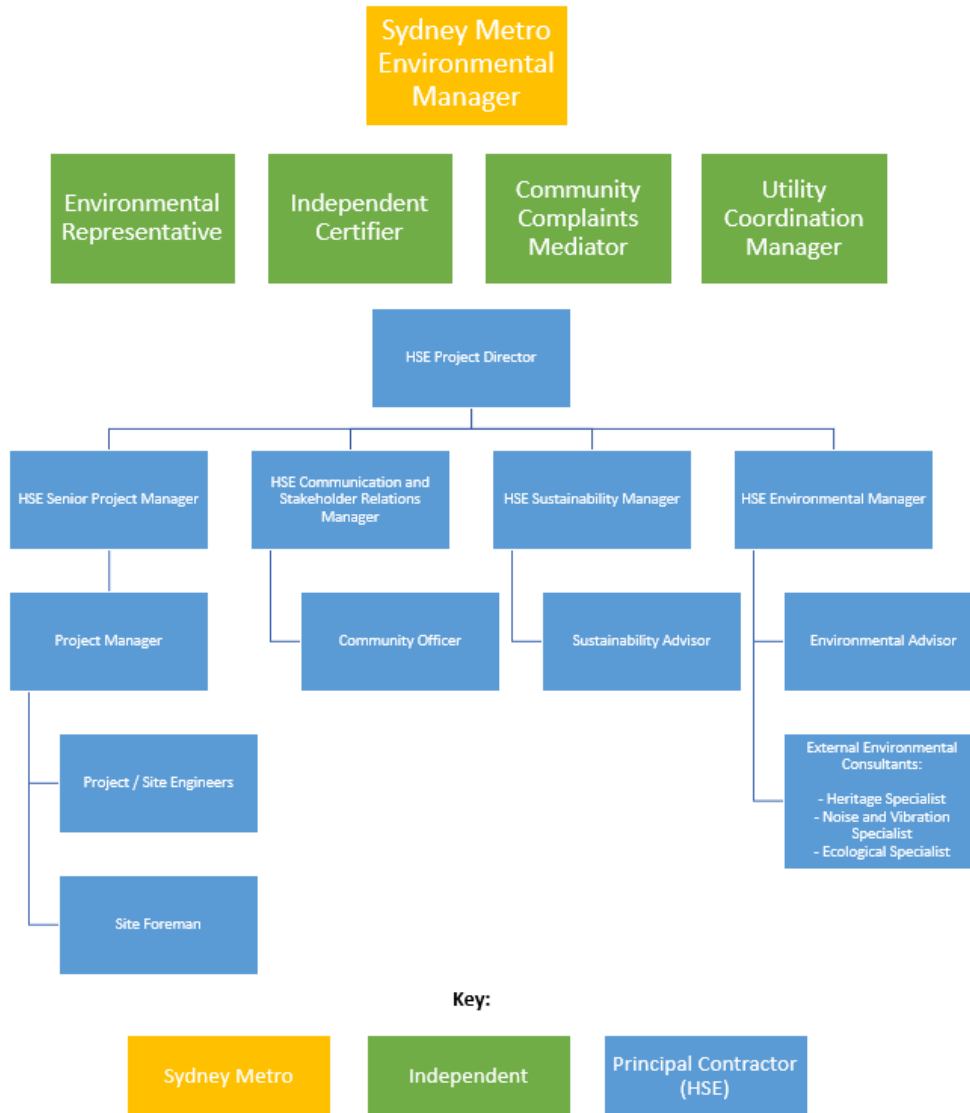 Sydney Metro
Environmental
Manager
Environmental
Representative
Independent
Certifier
Community
Complaints
Mediator
Utility
Coordination
Manager
HSE Project Director
HSE Senior Project Manager
HSE Communication and
Stakeholder Relations
Manager
HSE Sustainability Manager
HSE Environmental Manager
Project Manager
Community Officer
Sustainability Advisor
Environmental Advisor
Project / Site Engineers
External Environmental
Consultants:
- Heritage Specialist
- Noise and Vibration
Specialist
- Ecological Specialist
Site Foreman
Key:
Sydney Metro
Independent
Principal Contractor
(HSE)